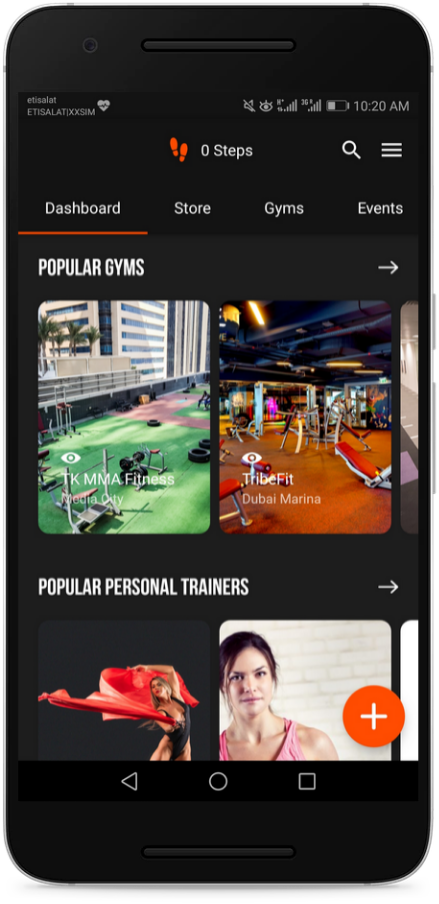 etisalat
ETISALAT|XXSIM
10:20 AM
0 Steps
Dashboard Store Gyms Events
POPULAR GYMS
TK MMA Fitness
Media City
TribeFit
Dubai Marina
POPULAR PERSONAL TRAINERS